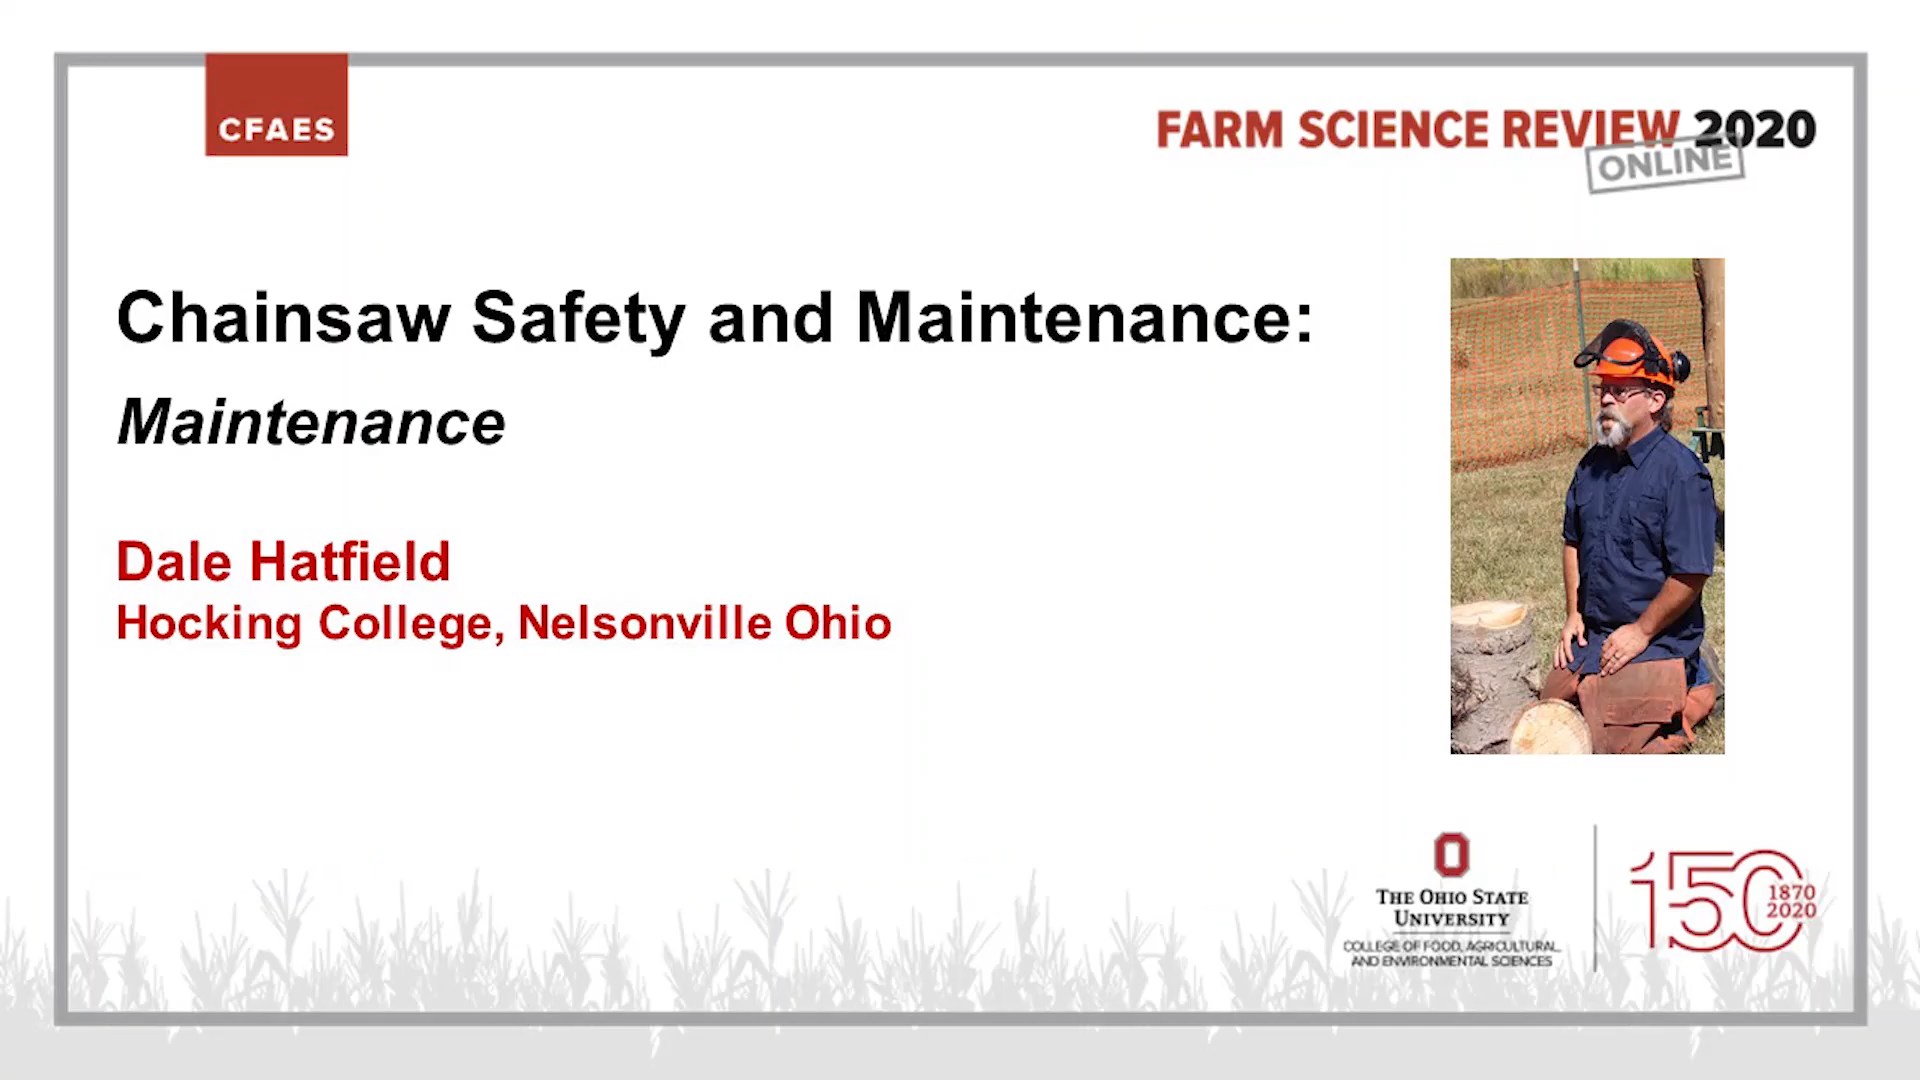 CFAES
FARM SCIENCE REVIEW 2020
ONLINE
Chainsaw Safety and Maintenance:
Maintenance
Dale Hatfield
Hocking College, Nelsonville Ohio
THE OHIO STATE
UNIVERSITY
COLLEGE OF FOOD, AGRICULTURAL,
AND ENVIRONMENTAL SCIENCES
150
1870
2020